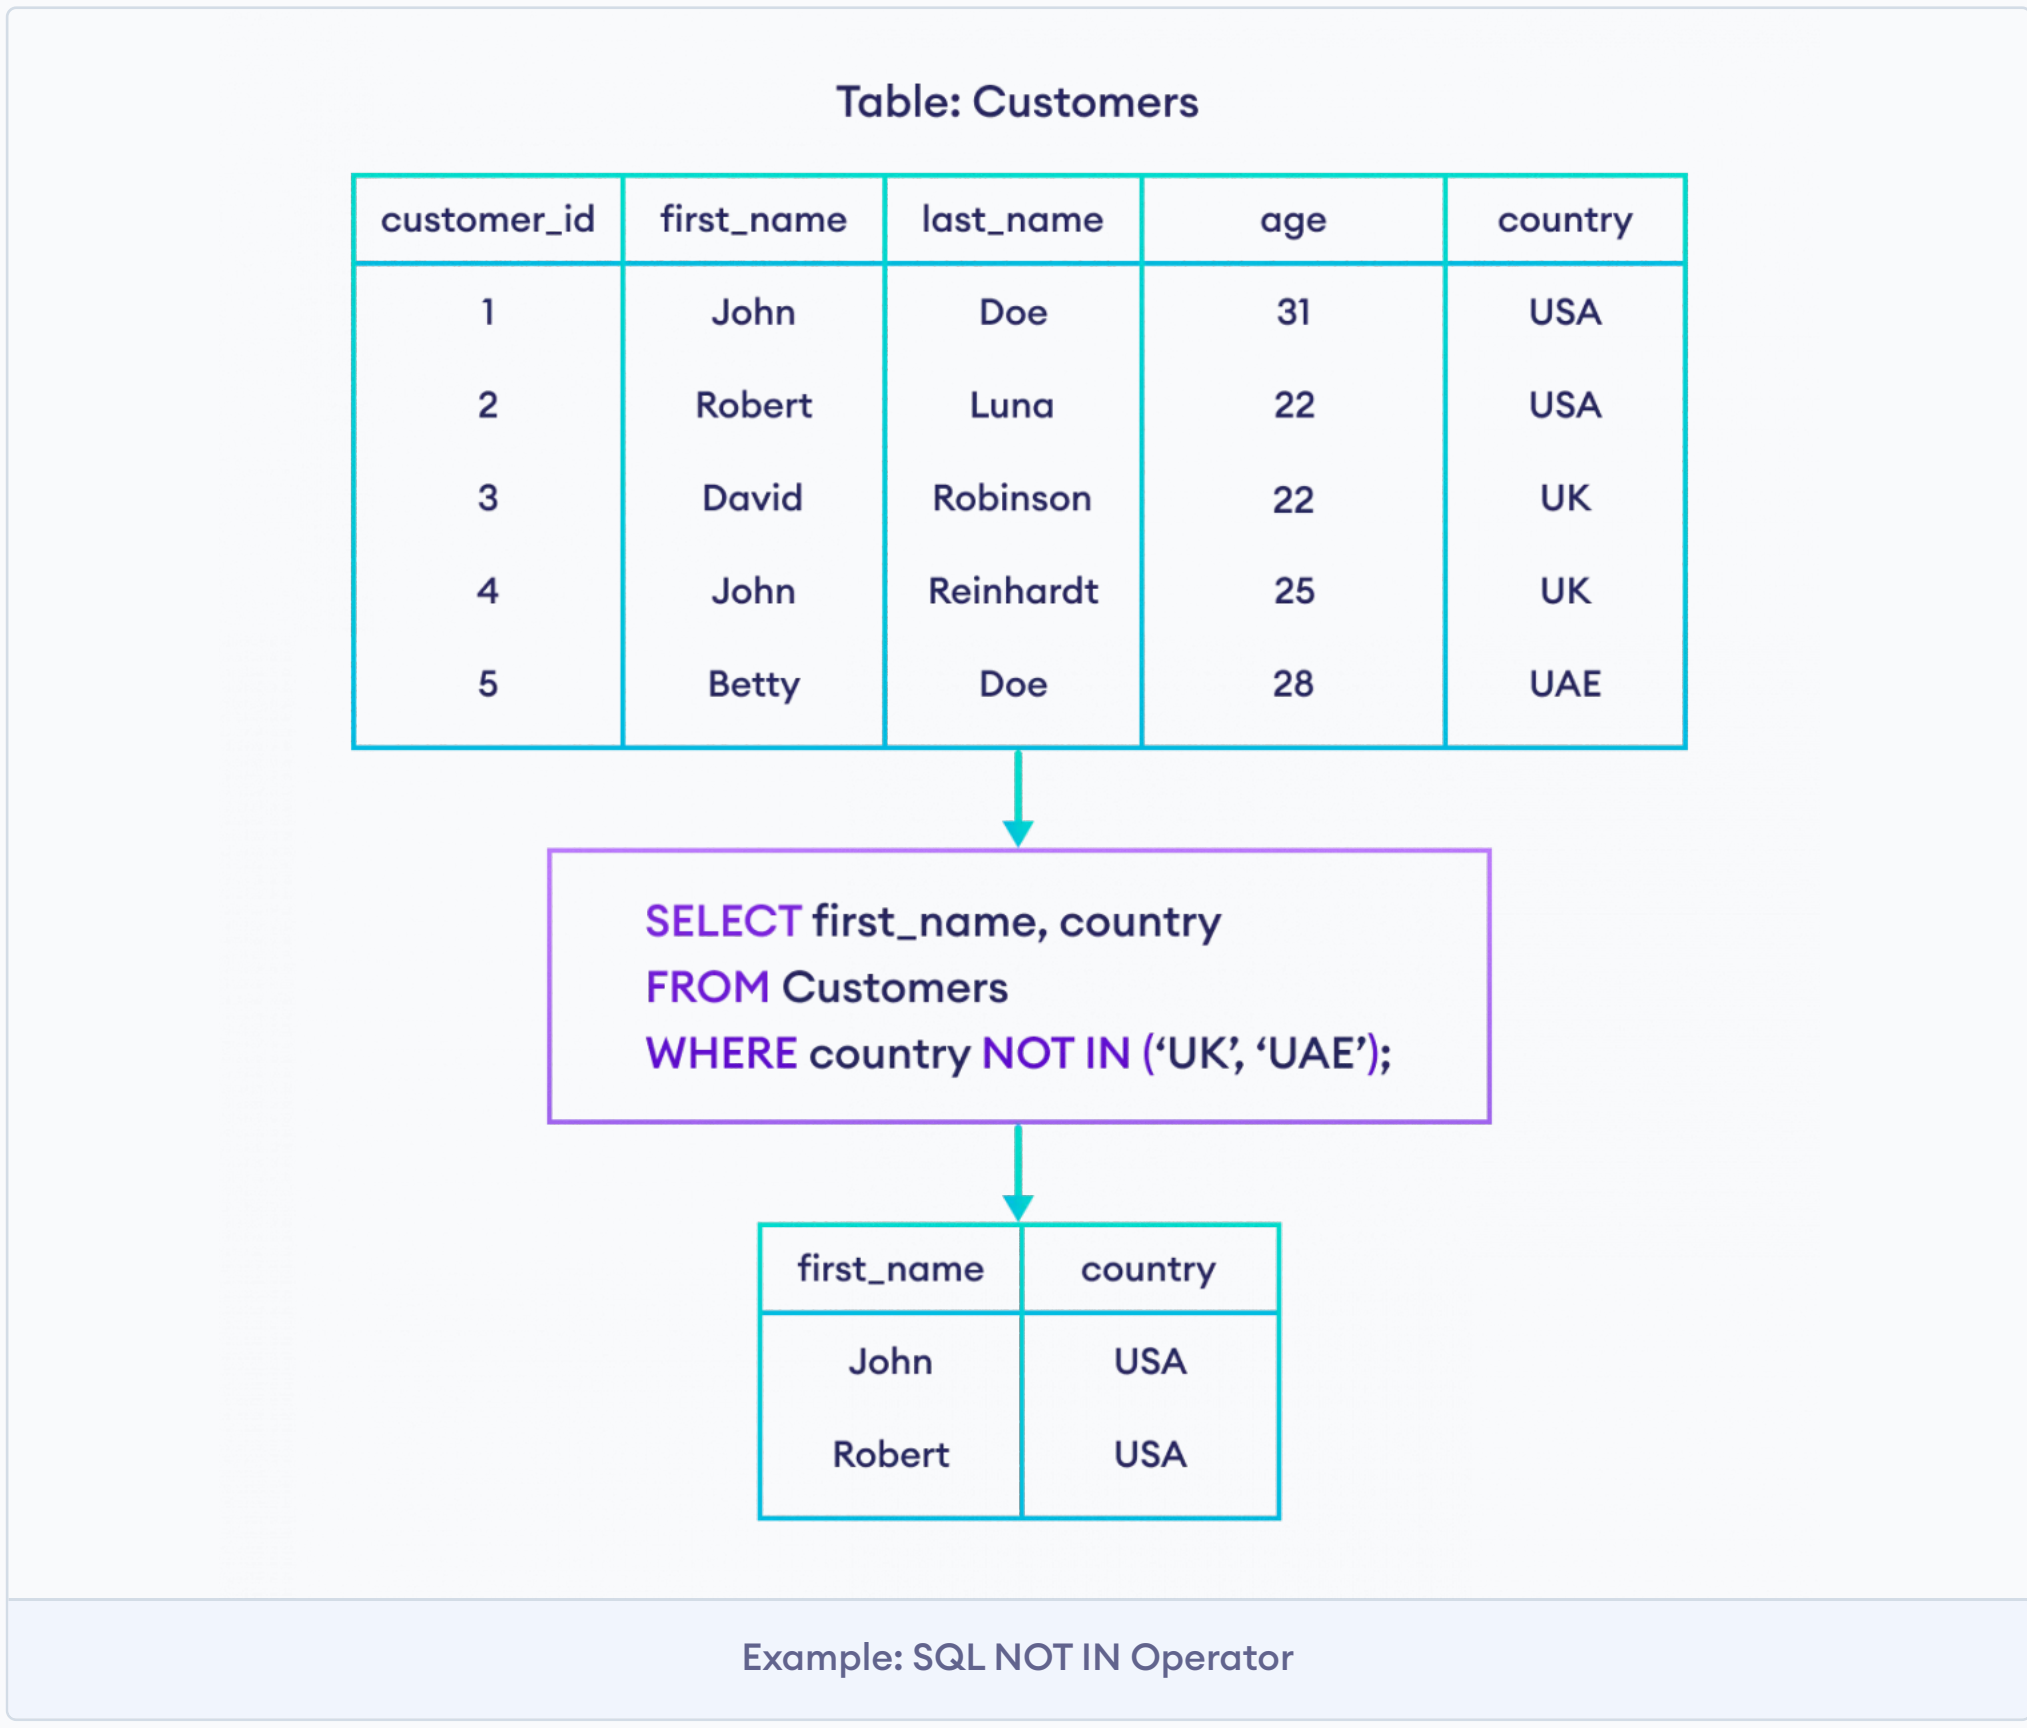 Table: Customers
customer_id first_name last_name age country
1 John Doe 31 USA
2 Robert Luna 22 USA
3 David Robinson 22 UK
4 John Reinhardt 25 UK
5 Betty Doe 28 UAE
SELECT first_name, country
FROM Customers
WHERE country NOT IN (‘UK’, ‘UAE’);
first_name country
John USA
Robert USA
Example: SQL NOT IN Operator